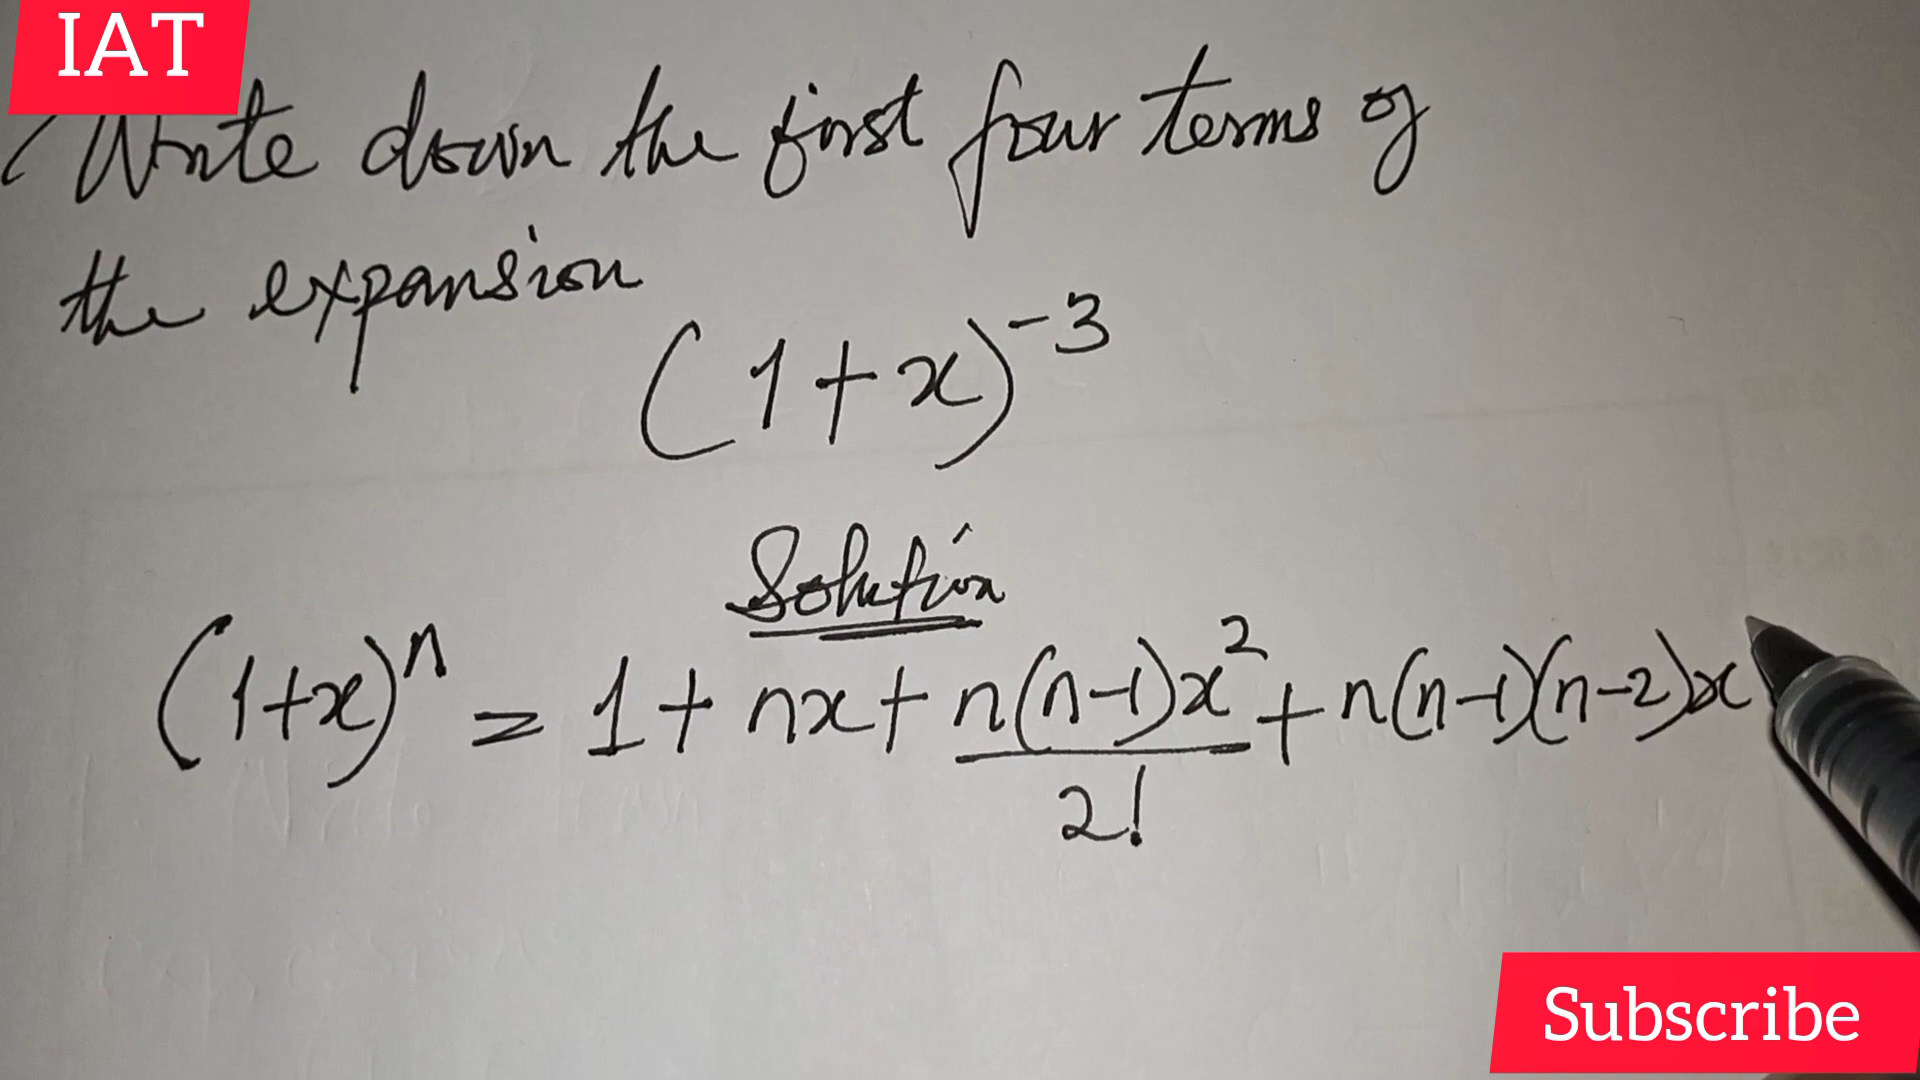 IAT
Write down the first four terms of
the expansion
(1+x)⁻³
Solution
(1+x)ⁿ = 1 + nx + n(n-1)x²/2! + n(n-1)(n-2)x
Subscribe